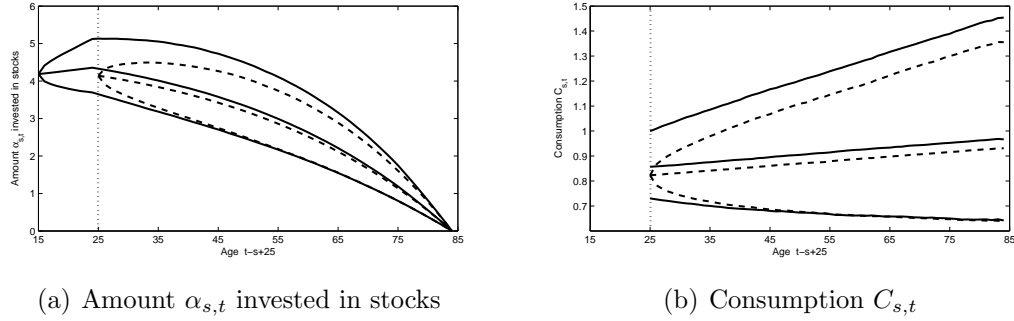 6
5
4
3
2
1
0
15 25 35 45 55 65 75 85
Amount α_{s,t} invested in stocks
Age t−s+25
(a) Amount α_{s,t} invested in stocks
1.5
1.4
1.3
1.2
1.1
1
0.9
0.8
0.7
15 25 35 45 55 65 75 85
Consumption C_{s,t}
Age t−s+25
(b) Consumption C_{s,t}